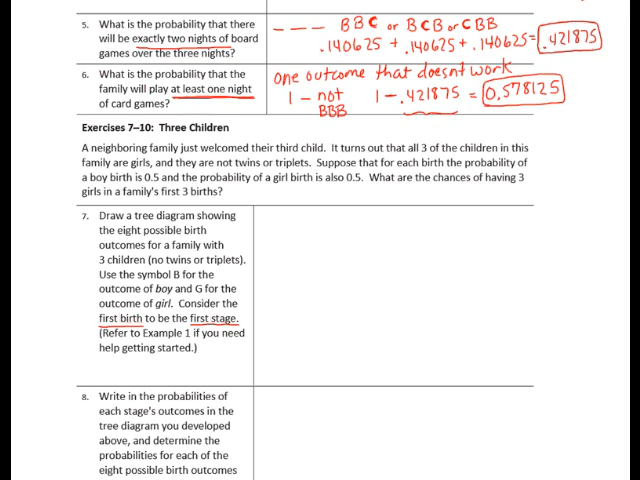 5. What is the probability that there
will be exactly two nights of board
games over the three nights?
_ _ _ BBC or BCB or CBB
.140625 + .140625 + .140625 = .421875
6. What is the probability that the
family will play at least one night
of card games?
one outcome that doesnt work
1 - not BBB 1 - .421875 = 0.578125
Exercises 7–10: Three Children
A neighboring family just welcomed their third child. It turns out that all 3 of the children in this
family are girls, and they are not twins or triplets. Suppose that for each birth the probability of
a boy birth is 0.5 and the probability of a girl birth is also 0.5. What are the chances of having 3
girls in a family's first 3 births?
7. Draw a tree diagram showing
the eight possible birth
outcomes for a family with
3 children (no twins or triplets).
Use the symbol B for the
outcome of boy and G for the
outcome of girl. Consider the
first birth to be the first stage.
(Refer to Example 1 if you need
help getting started.)
8. Write in the probabilities of
each stage's outcomes in the
tree diagram you developed
above, and determine the
probabilities for each of the
eight possible birth outcomes